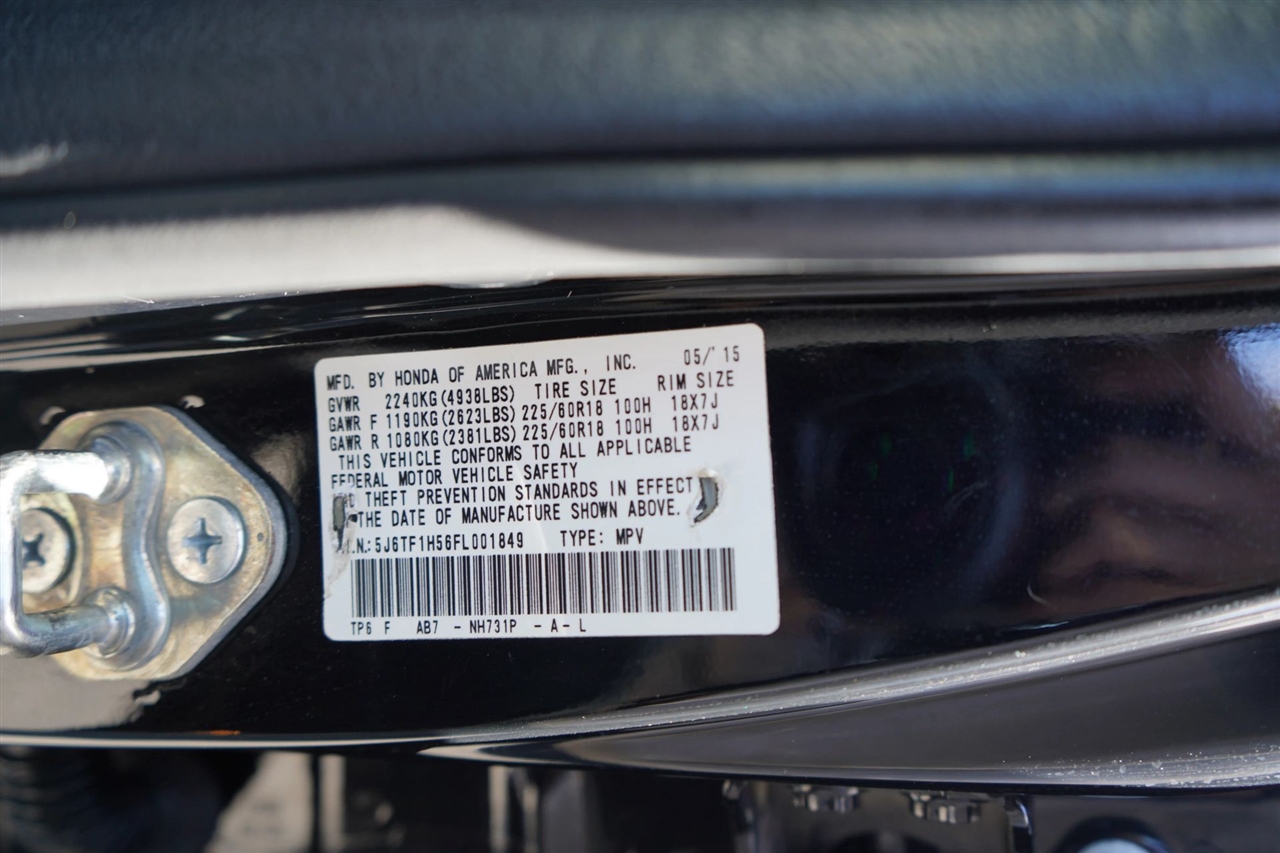 MFD. BY HONDA OF AMERICA MFG., INC. 05/'15
GVWR 2240KG(4938LBS) TIRE SIZE RIM SIZE
GAWR F 1190KG(2623LBS) 225/60R18 100H 18X7J
GAWR R 1080KG(2381LBS) 225/60R18 100H 18X7J
THIS VEHICLE CONFORMS TO ALL APPLICABLE
FEDERAL MOTOR VEHICLE SAFETY
THEFT PREVENTION STANDARDS IN EFFECT
THE DATE OF MANUFACTURE SHOWN ABOVE.
5J6TF1H56FL001849 TYPE: MPV
TP6 F AB7 - NH731P - A - L